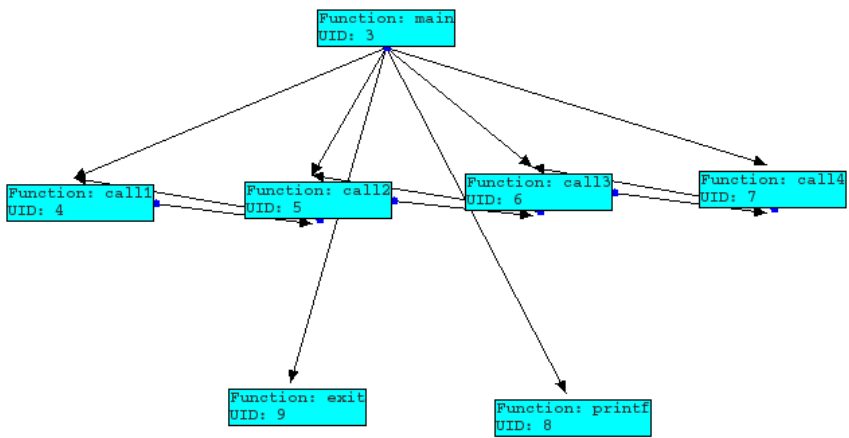 Function: main
UID: 3
Function: call1
UID: 4
Function: call2
UID: 5
Function: call3
UID: 6
Function: call4
UID: 7
Function: exit
UID: 9
Function: printf
UID: 8